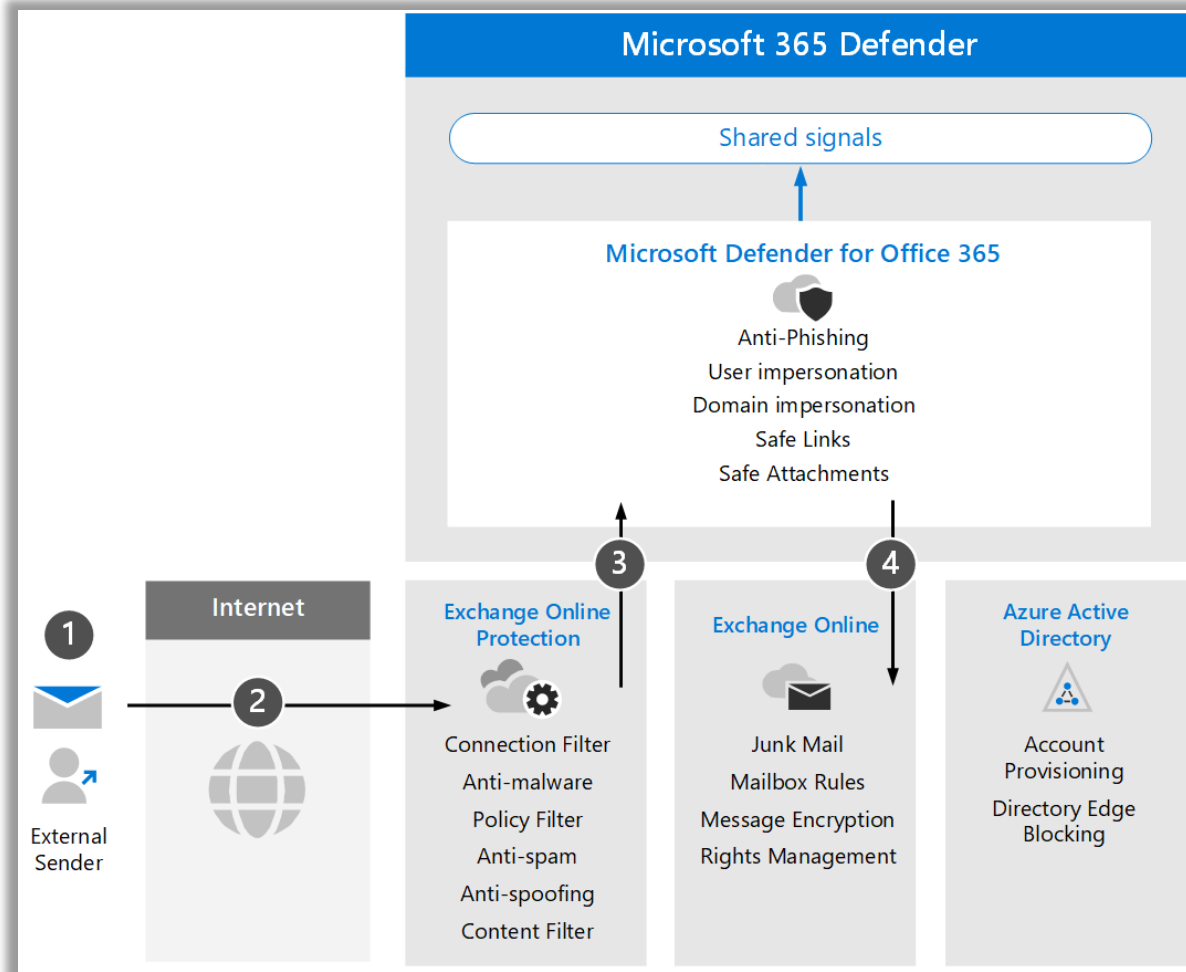 Microsoft 365 Defender
Shared signals
Microsoft Defender for Office 365
Anti-Phishing
User impersonation
Domain impersonation
Safe Links
Safe Attachments
3
4
1
External
Sender
Internet
2
Exchange Online
Protection
Connection Filter
Anti-malware
Policy Filter
Anti-spam
Anti-spoofing
Content Filter
Exchange Online
Junk Mail
Mailbox Rules
Message Encryption
Rights Management
Azure Active
Directory
Account
Provisioning
Directory Edge
Blocking